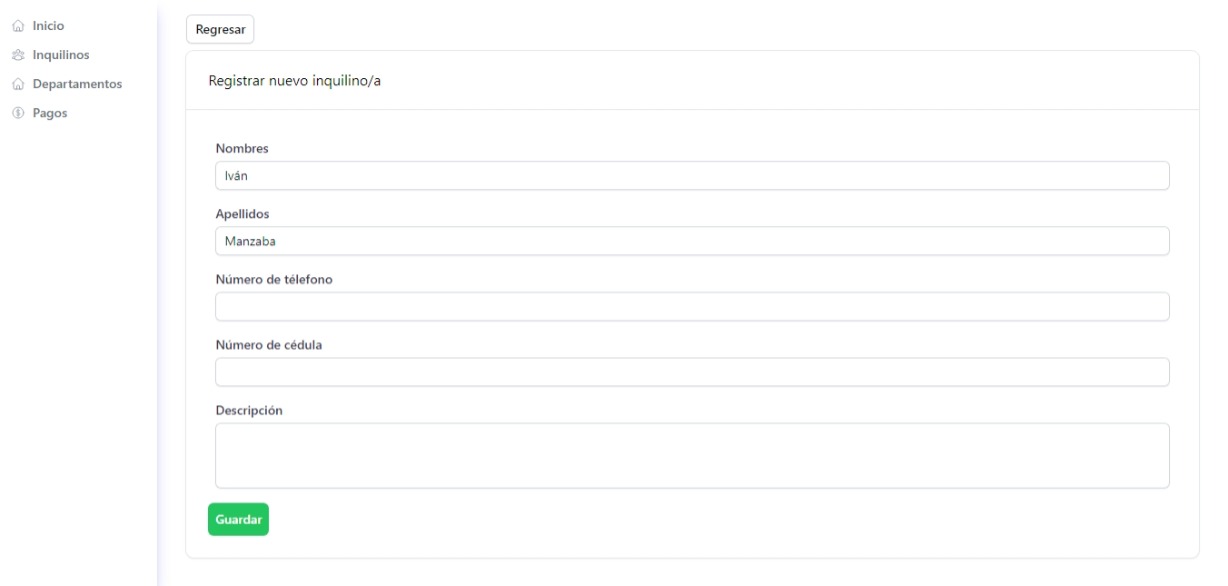 Inicio
Inquilinos
Departamentos
Pagos
Regresar
Registrar nuevo inquilino/a
Nombres
Iván
Apellidos
Manzaba
Número de télefono
Número de cédula
Descripción
Guardar